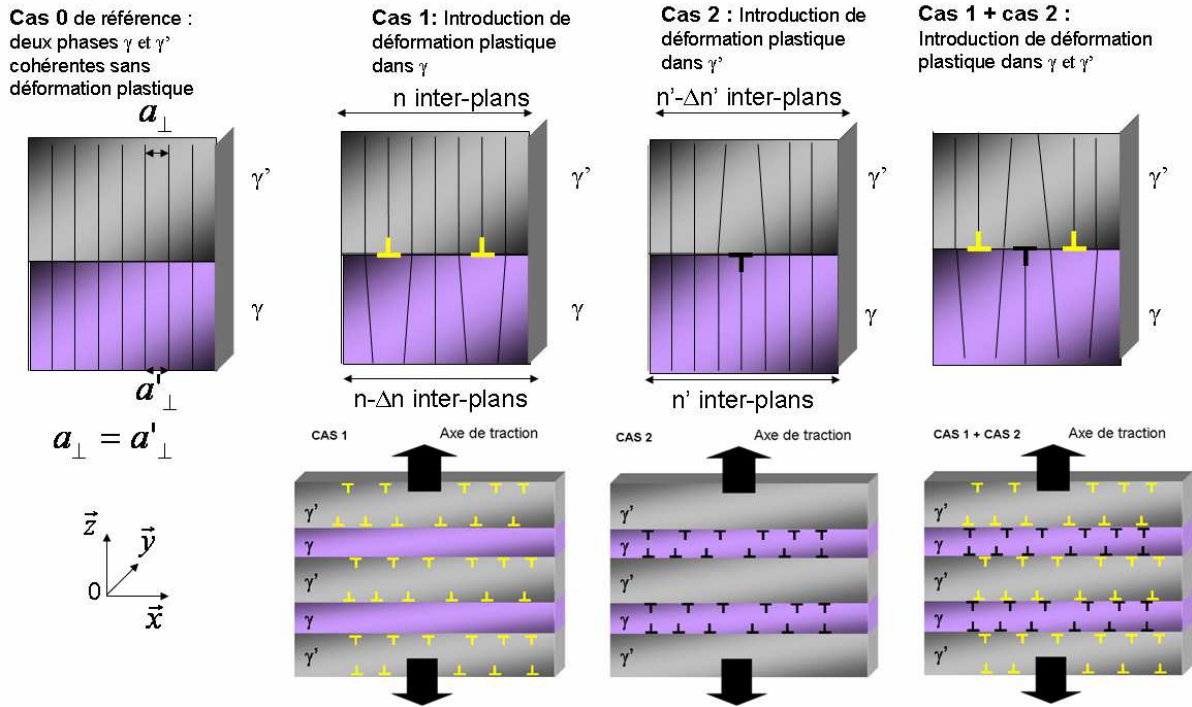 Cas 0 de référence :
deux phases γ et γ’
cohérentes sans
déformation plastique
a⊥
γ’
γ
a'⊥
a⊥ = a'⊥
Cas 1: Introduction de
déformation plastique
dans γ
n inter-plans
γ’
γ
n-Δn inter-plans
Cas 2 : Introduction de
déformation plastique
dans γ’
n’-Δn’ inter-plans
γ’
γ
n’ inter-plans
Cas 1 + cas 2 :
Introduction de déformation
plastique dans γ et γ’
γ’
γ
z
y
0
x
CAS 1
Axe de traction
γ’
γ
γ’
γ
γ’
CAS 2
Axe de traction
γ’
γ
γ’
γ
γ’
CAS 1 + CAS 2
Axe de traction
γ’
γ
γ’
γ
γ’